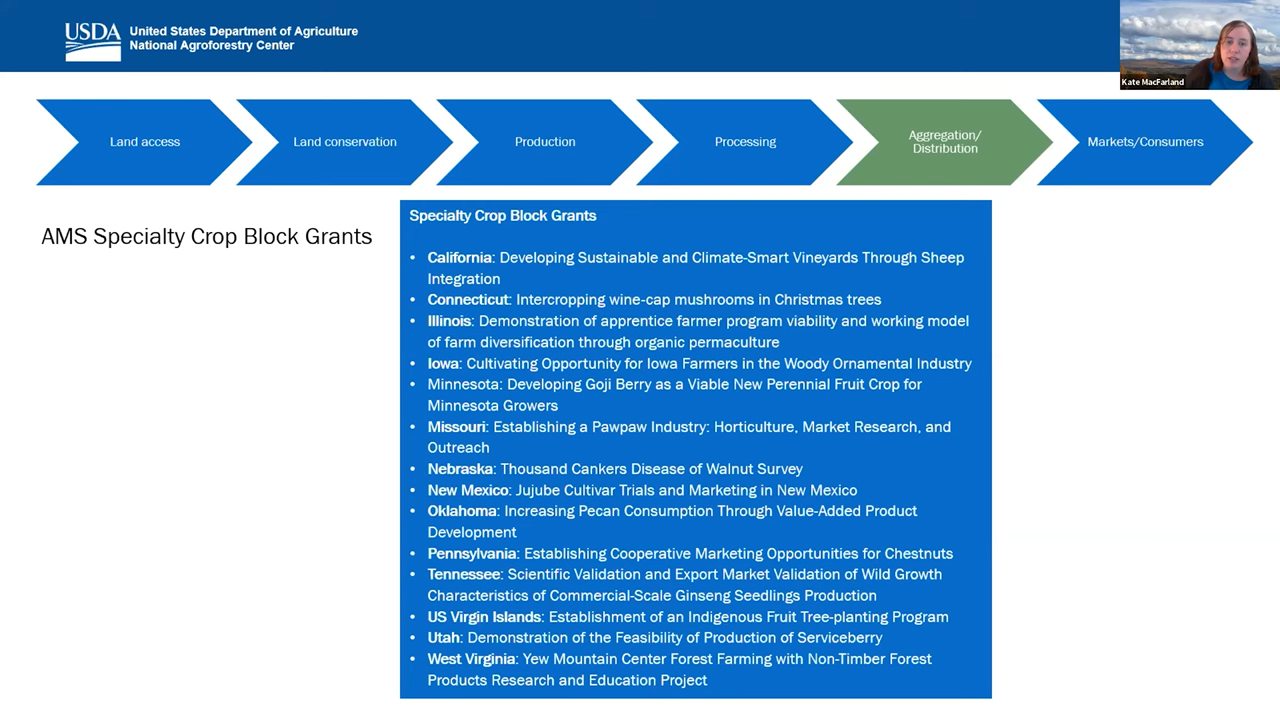 USDA
United States Department of Agriculture
National Agroforestry Center
Kate MacFarland
Land access
Land conservation
Production
Processing
Aggregation/
Distribution
Markets/Consumers
AMS Specialty Crop Block Grants
Specialty Crop Block Grants
• California: Developing Sustainable and Climate-Smart Vineyards Through Sheep
Integration
• Connecticut: Intercropping wine-cap mushrooms in Christmas trees
• Illinois: Demonstration of apprentice farmer program viability and working model
of farm diversification through organic permaculture
• Iowa: Cultivating Opportunity for Iowa Farmers in the Woody Ornamental Industry
• Minnesota: Developing Goji Berry as a Viable New Perennial Fruit Crop for
Minnesota Growers
• Missouri: Establishing a Pawpaw Industry: Horticulture, Market Research, and
Outreach
• Nebraska: Thousand Cankers Disease of Walnut Survey
• New Mexico: Jujube Cultivar Trials and Marketing in New Mexico
• Oklahoma: Increasing Pecan Consumption Through Value-Added Product
Development
• Pennsylvania: Establishing Cooperative Marketing Opportunities for Chestnuts
• Tennessee: Scientific Validation and Export Market Validation of Wild Growth
Characteristics of Commercial-Scale Ginseng Seedlings Production
• US Virgin Islands: Establishment of an Indigenous Fruit Tree-planting Program
• Utah: Demonstration of the Feasibility of Production of Serviceberry
• West Virginia: Yew Mountain Center Forest Farming with Non-Timber Forest
Products Research and Education Project